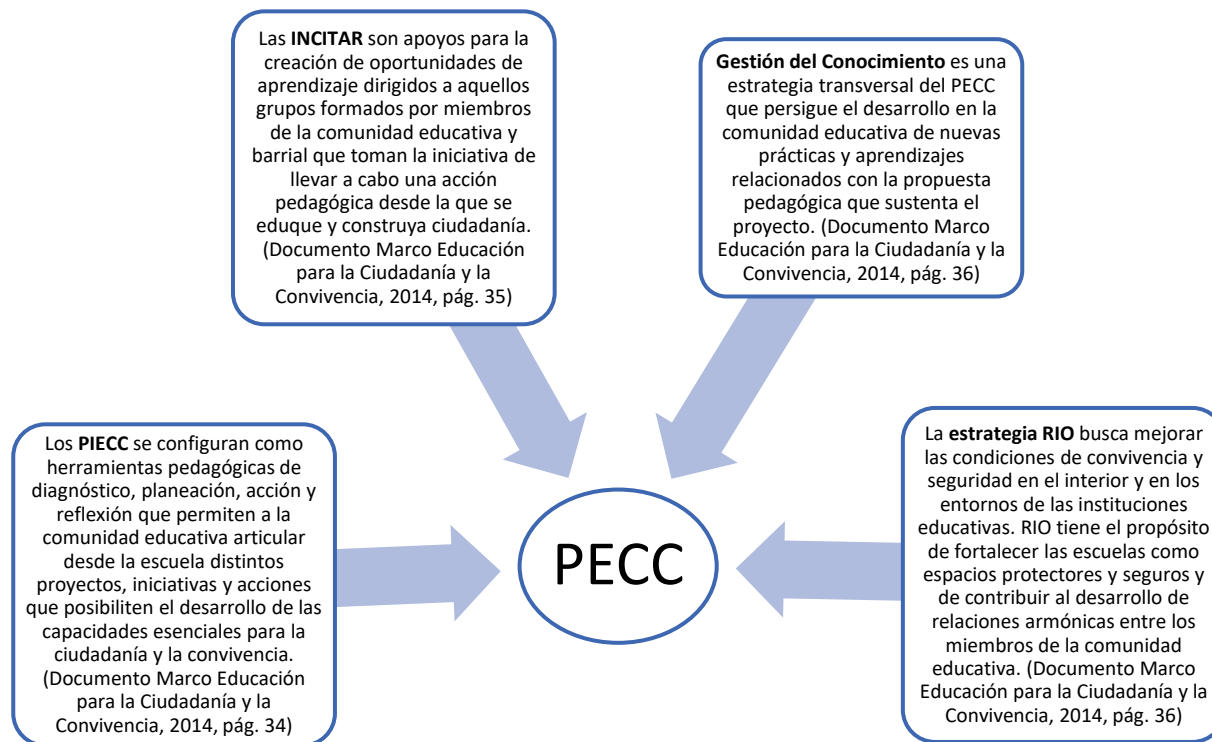 Las INCITAR son apoyos para la
creación de oportunidades de
aprendizaje dirigidos a aquellos
grupos formados por miembros
de la comunidad educativa y
barrial que toman la iniciativa de
llevar a cabo una acción
pedagógica desde la que se
eduque y construya ciudadanía.
(Documento Marco Educación
para la Ciudadanía y la
Convivencia, 2014, pág. 35)
Gestión del Conocimiento es una
estrategia transversal del PECC
que persigue el desarrollo en la
comunidad educativa de nuevas
prácticas y aprendizajes
relacionados con la propuesta
pedagógica que sustenta el
proyecto. (Documento Marco
Educación para la Ciudadanía y la
Convivencia, 2014, pág. 36)
Los PIECC se configuran como
herramientas pedagógicas de
diagnóstico, planeación, acción y
reflexión que permiten a la
comunidad educativa articular
desde la escuela distintos
proyectos, iniciativas y acciones
que posibiliten el desarrollo de las
capacidades esenciales para la
ciudadanía y la convivencia.
(Documento Marco Educación
para la Ciudadanía y la
Convivencia, 2014, pág. 34)
PECC
La estrategia RIO busca mejorar
las condiciones de convivencia y
seguridad en el interior y en los
entornos de las instituciones
educativas. RIO tiene el propósito
de fortalecer las escuelas como
espacios protectores y seguros y
de contribuir al desarrollo de
relaciones armónicas entre los
miembros de la comunidad
educativa. (Documento Marco
Educación para la Ciudadanía y la
Convivencia, 2014, pág. 36)